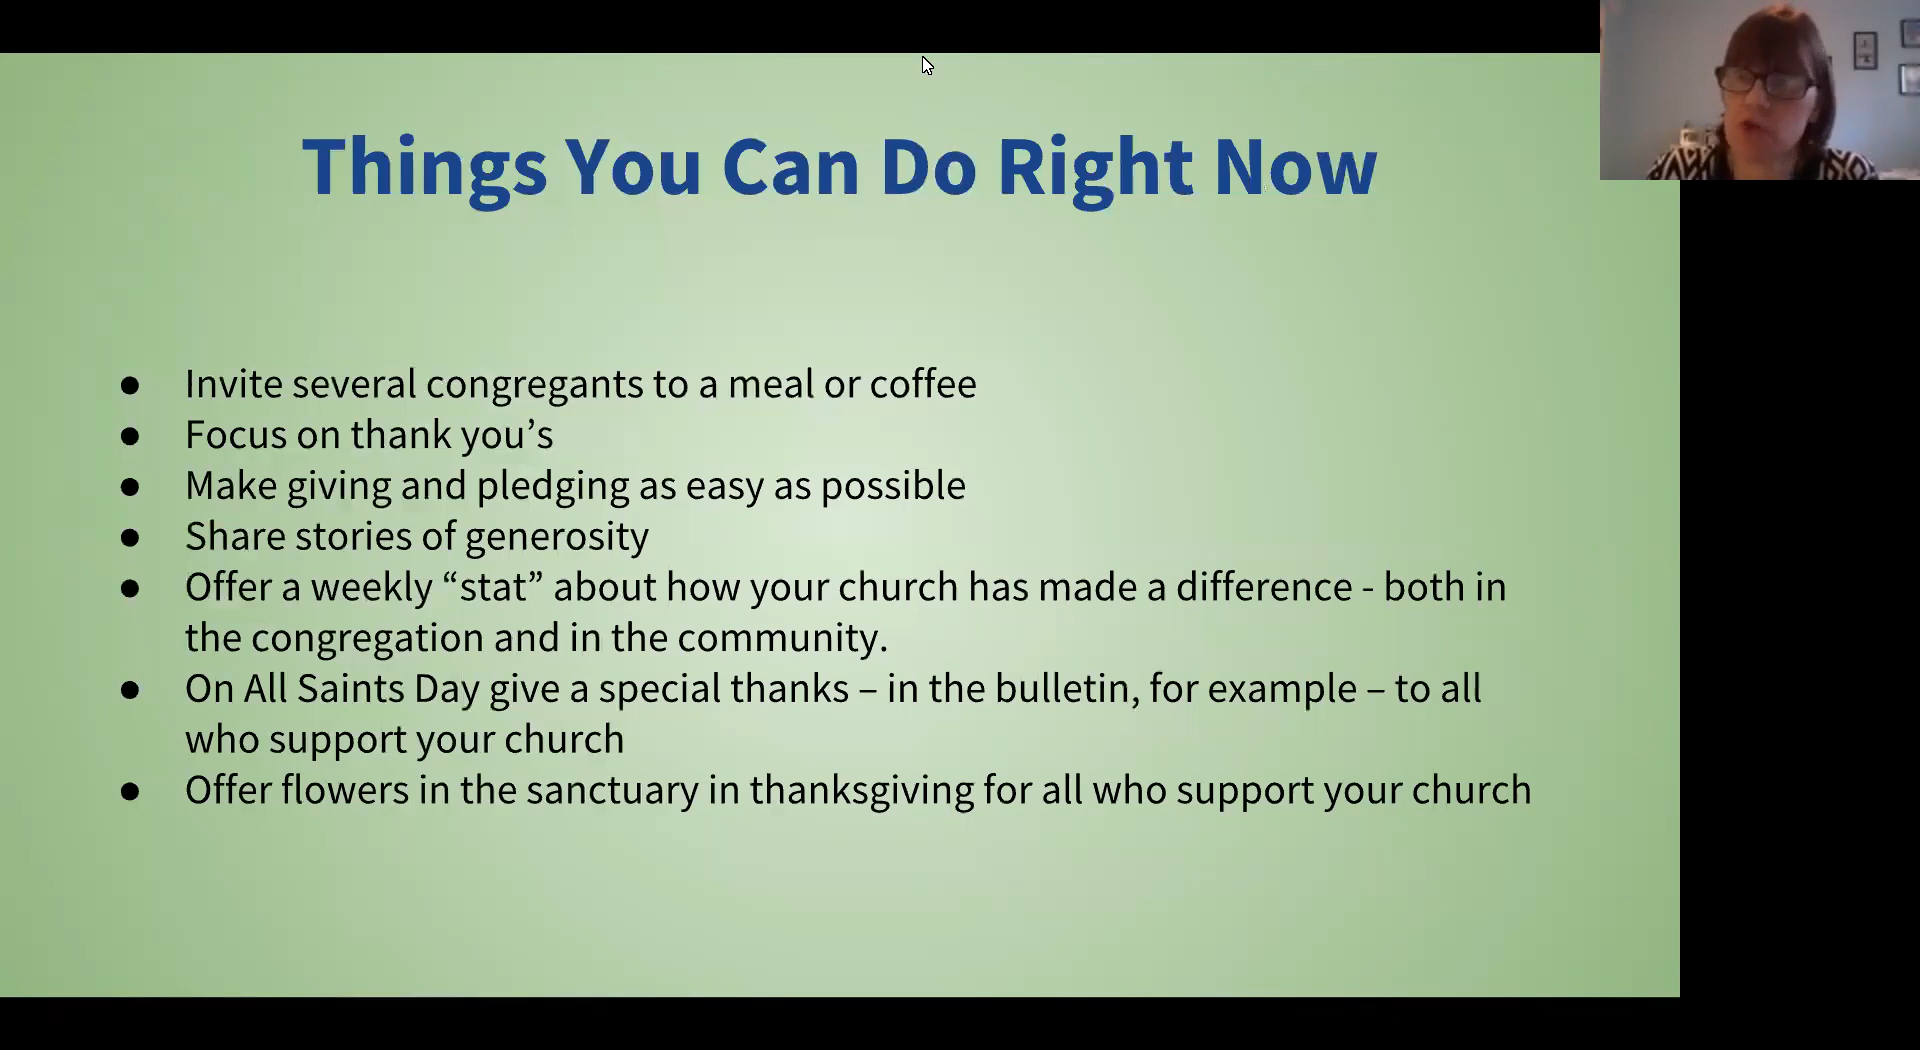 Things You Can Do Right Now
● Invite several congregants to a meal or coffee
● Focus on thank you’s
● Make giving and pledging as easy as possible
● Share stories of generosity
● Offer a weekly “stat” about how your church has made a difference - both in
the congregation and in the community.
● On All Saints Day give a special thanks – in the bulletin, for example – to all
who support your church
● Offer flowers in the sanctuary in thanksgiving for all who support your church